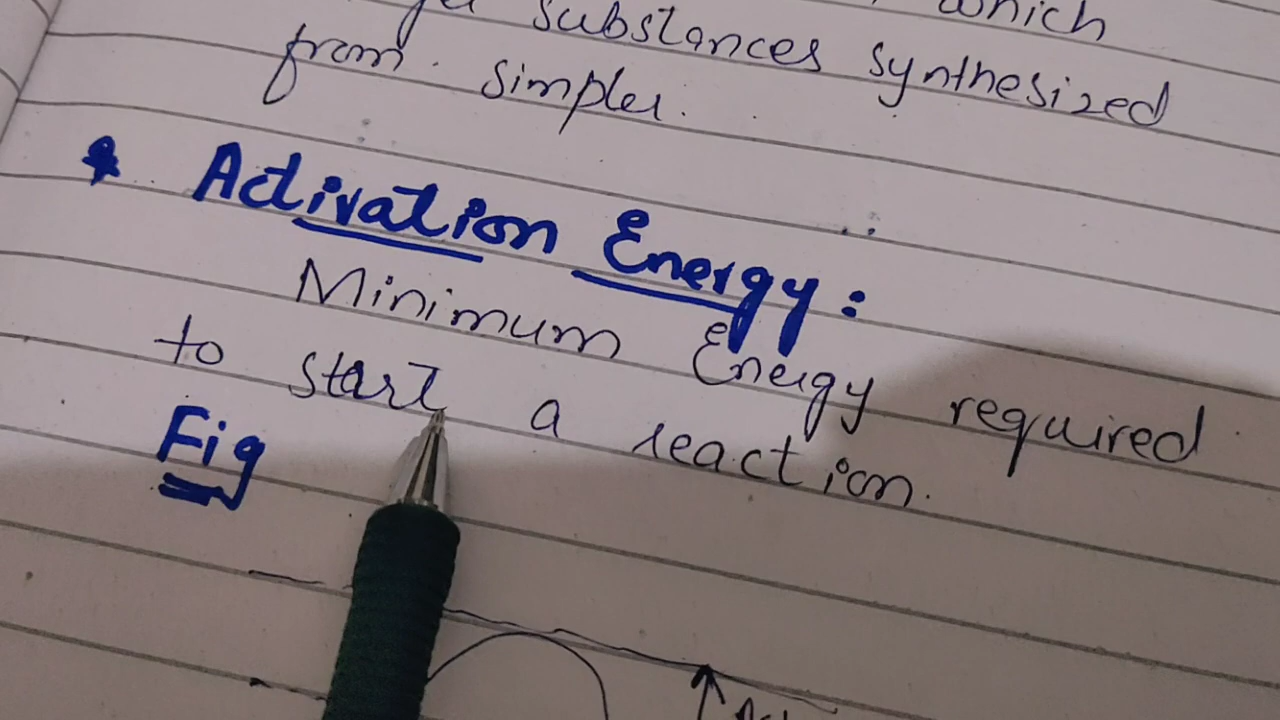 which
substances synthesized
from simpler.
* Activation Energy:
Minimum Energy required
to start a reaction.
Fig